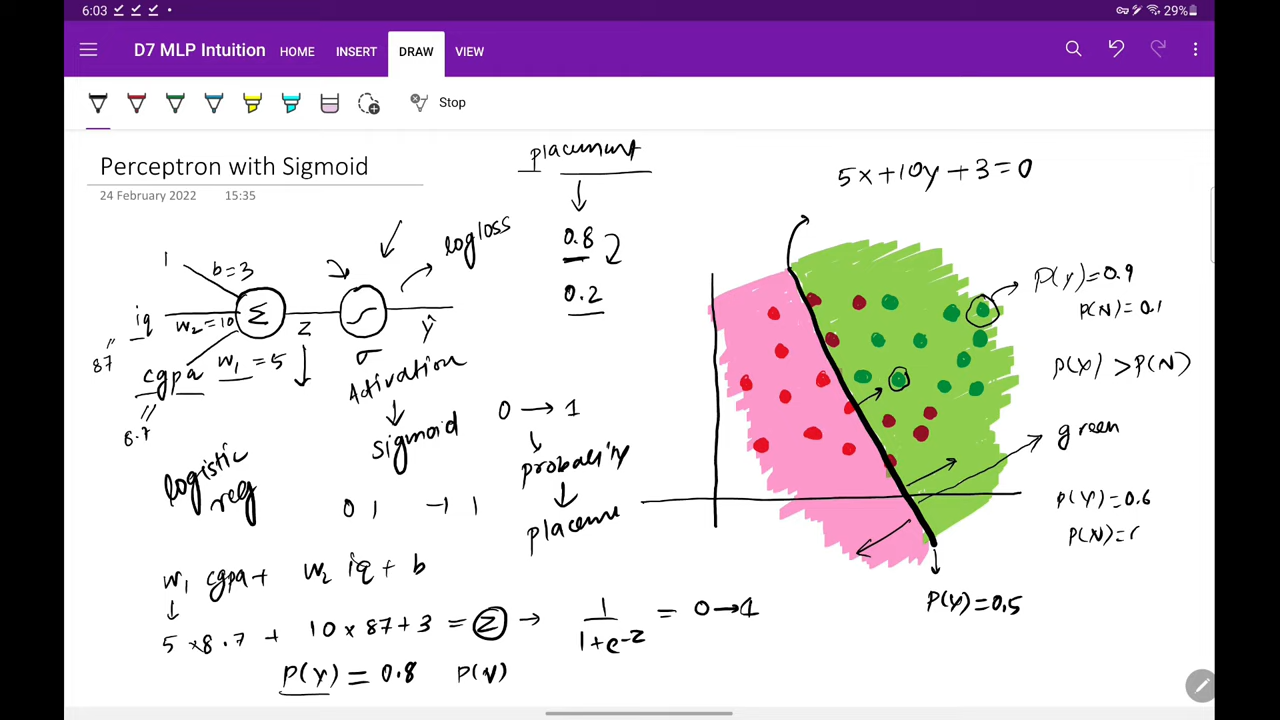 6:03
29%
D7 MLP Intuition
HOME
INSERT
DRAW
VIEW
Stop
Perceptron with Sigmoid
24 February 2022
15:35
placement
0.8
0.2
5x+10y+3=0
logloss
1
b=3
iq
w₂=10
Σ
z
ŷ
87
cgpa
w₁=5
8.7
σ
Activation
sigmoid
0 → 1
probality
logistic
reg
0 1 → 1
P(Y)=0.9
P(N)=0.1
P(Y) > P(N)
green
P(Y)=0.6
P(N)=
P(Y)=0.5
w₁ cgpa + w₂ iq + b
5 × 8.7 + 10 × 87 + 3 = z → 1/(1+e^-z) = 0 → 1
P(Y) = 0.8 P(N)